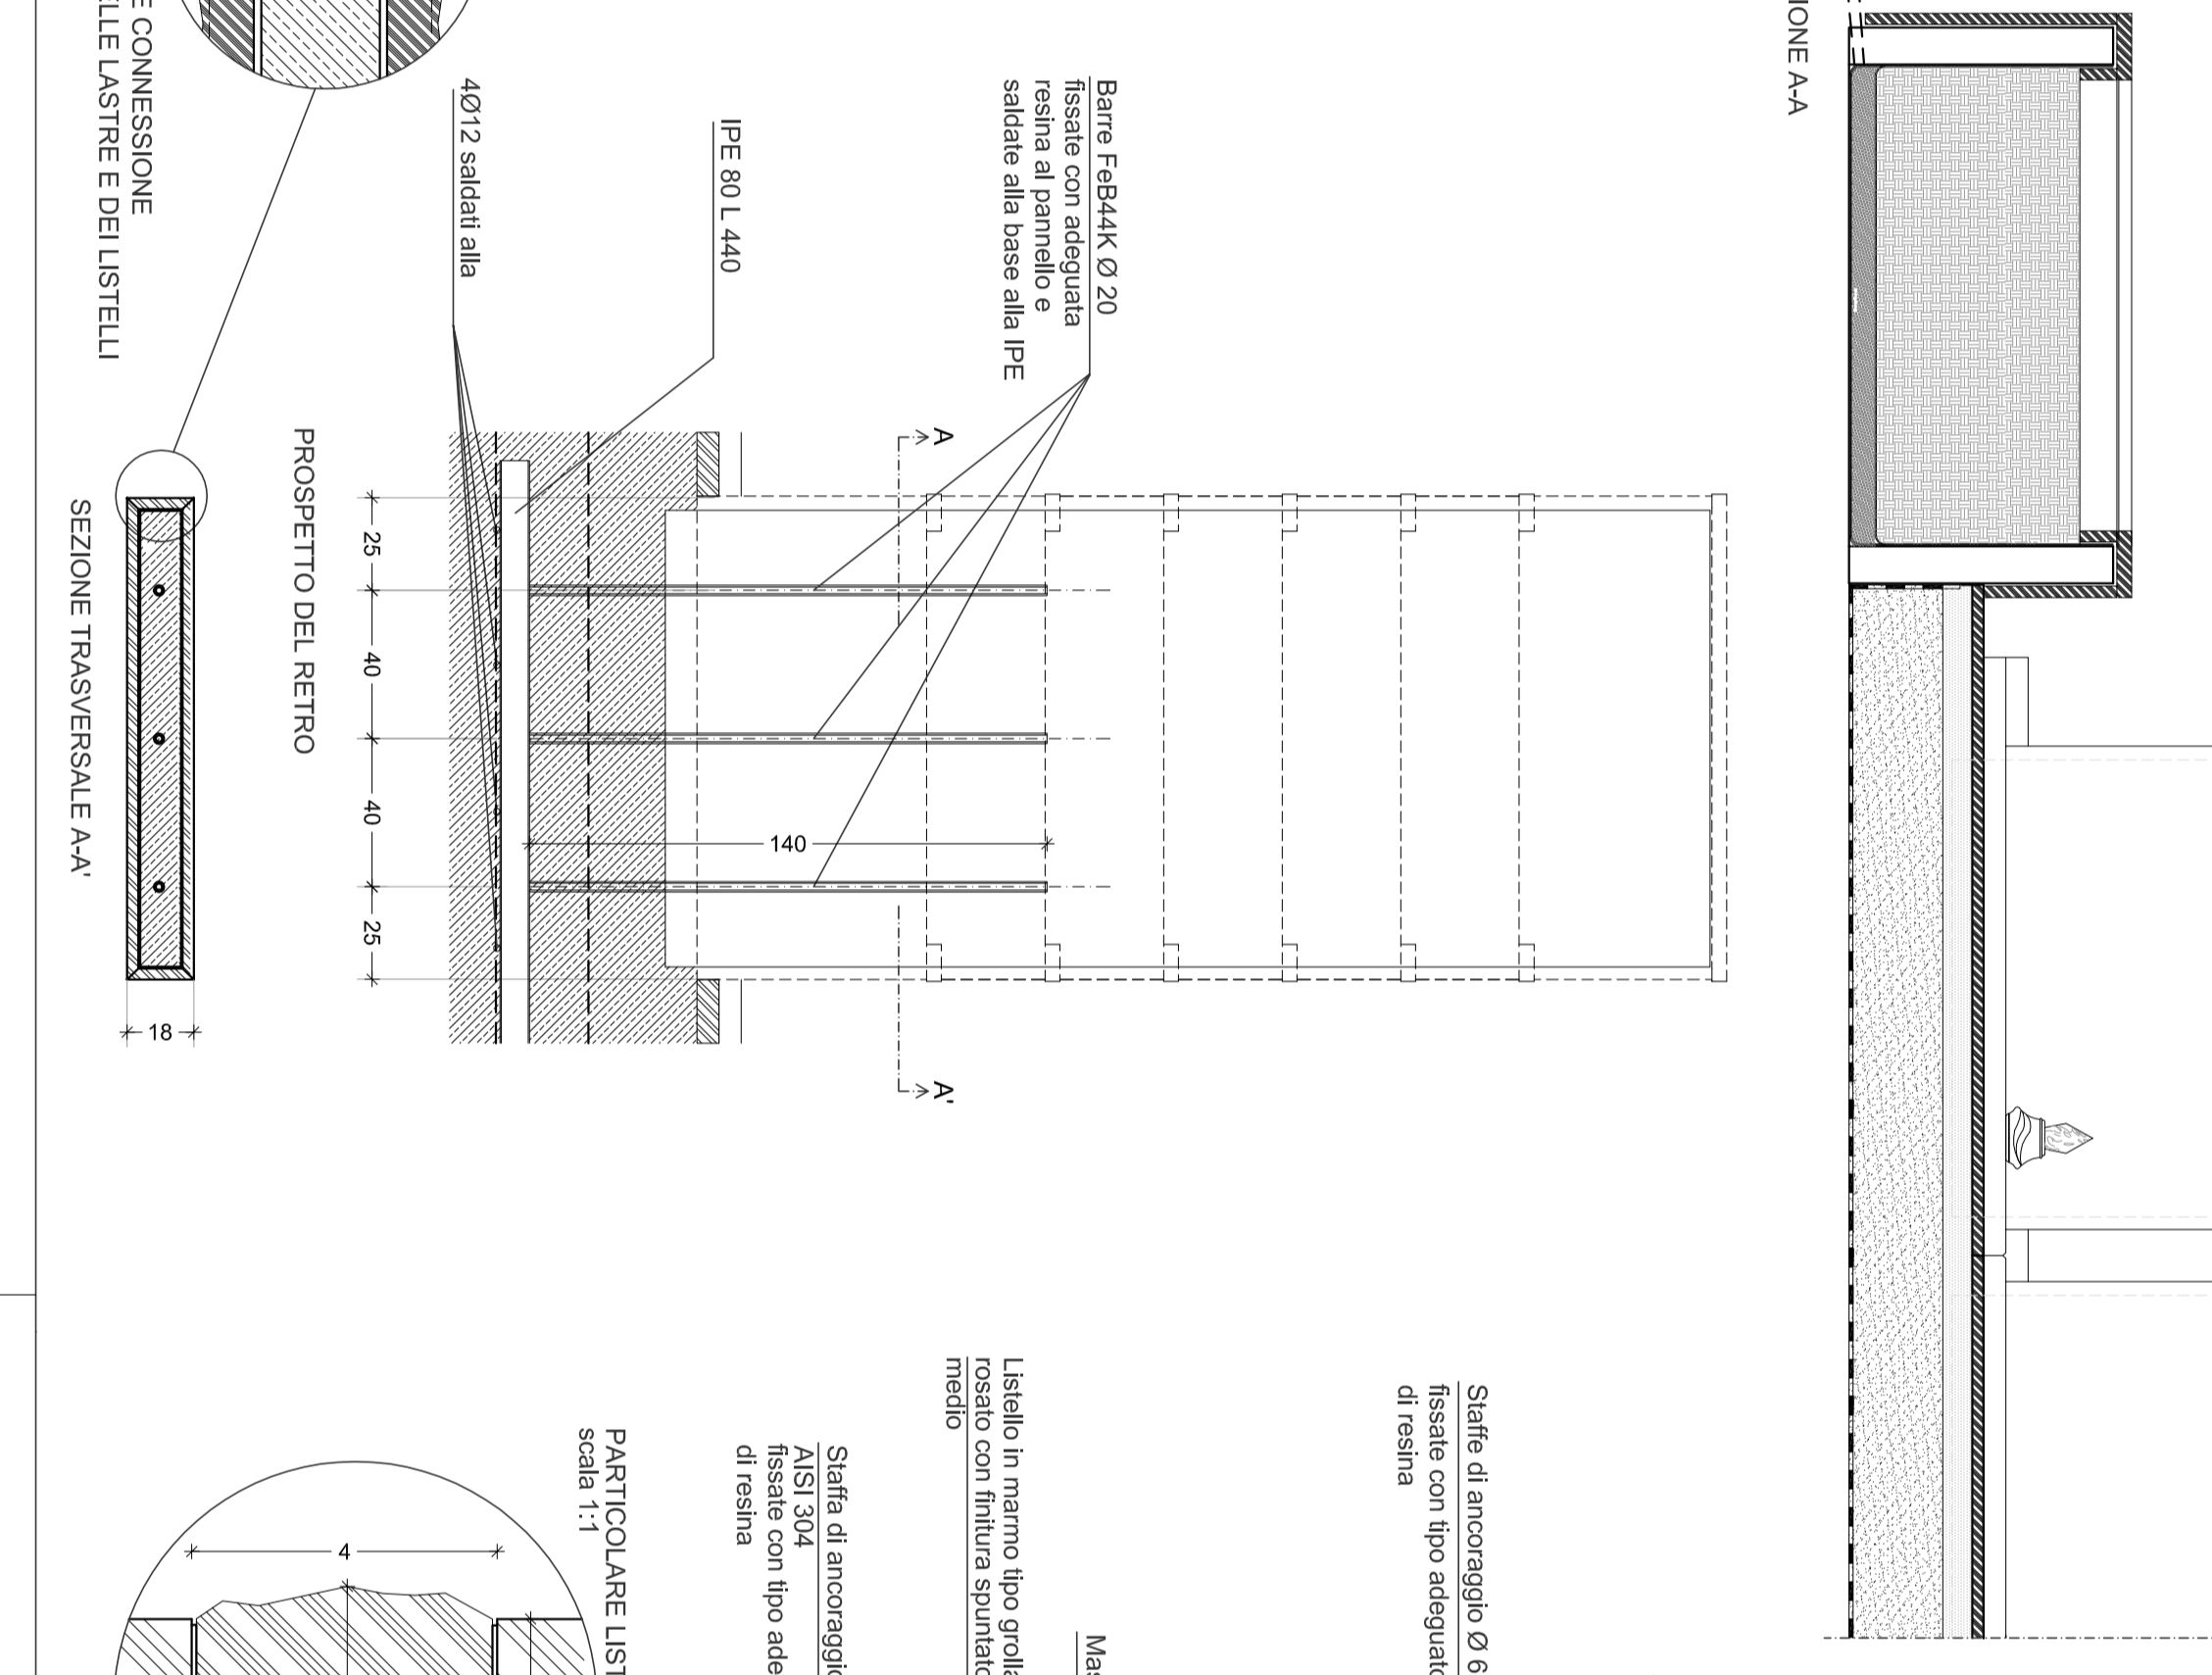 IONE A-A
Barre FeB44K Ø 20
fissate con adeguata
resina al pannello e
saldate alla base alla IPE
IPE 80 L 440
4Ø12 saldati alla
E CONNESSIONE
ELLE LASTRE E DEI LISTELLI
A
A'
140
25
40
40
25
PROSPETTO DEL RETRO
18
SEZIONE TRASVERSALE A-A'
Staffe di ancoraggio Ø 6
fissate con tipo adeguato
di resina
Mas
Listello in marmo tipo grolla
rosato con finitura spuntato
medio
Staffa di ancoraggio
AISI 304
fissate con tipo ade
di resina
PARTICOLARE LIST
scala 1:1
4